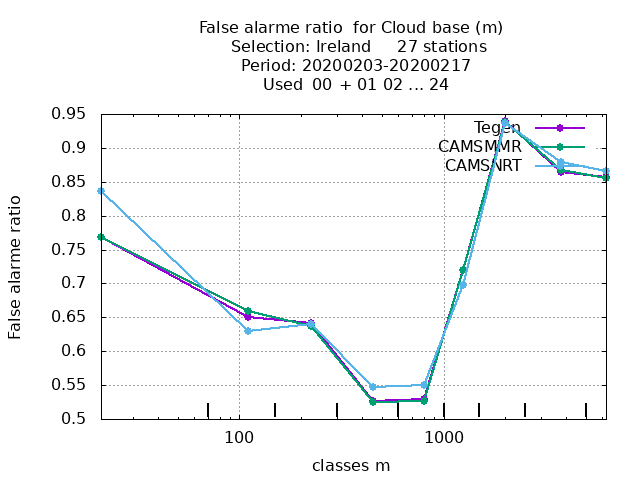 False alarme ratio  for Cloud base (m)
Selection: Ireland     27 stations
Period: 20200203-20200217
Used  00  + 01 02 ... 24
Tegen
CAMSMMR
CAMSNRT
0.95
0.9
0.85
0.8
0.75
0.7
0.65
0.6
0.55
0.5
False alarme ratio
100
1000
classes m